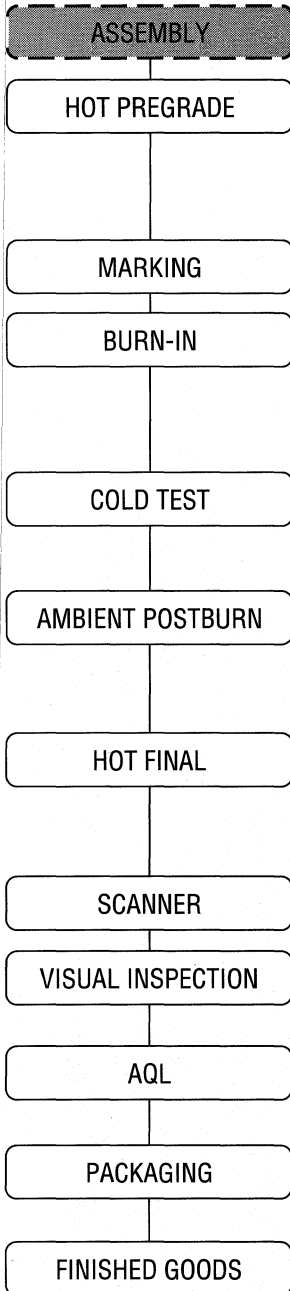 ASSEMBLY
HOT PREGRADE
MARKING
BURN-IN
COLD TEST
AMBIENT POSTBURN
HOT FINAL
SCANNER
VISUAL INSPECTION
AQL
PACKAGING
FINISHED GOODS